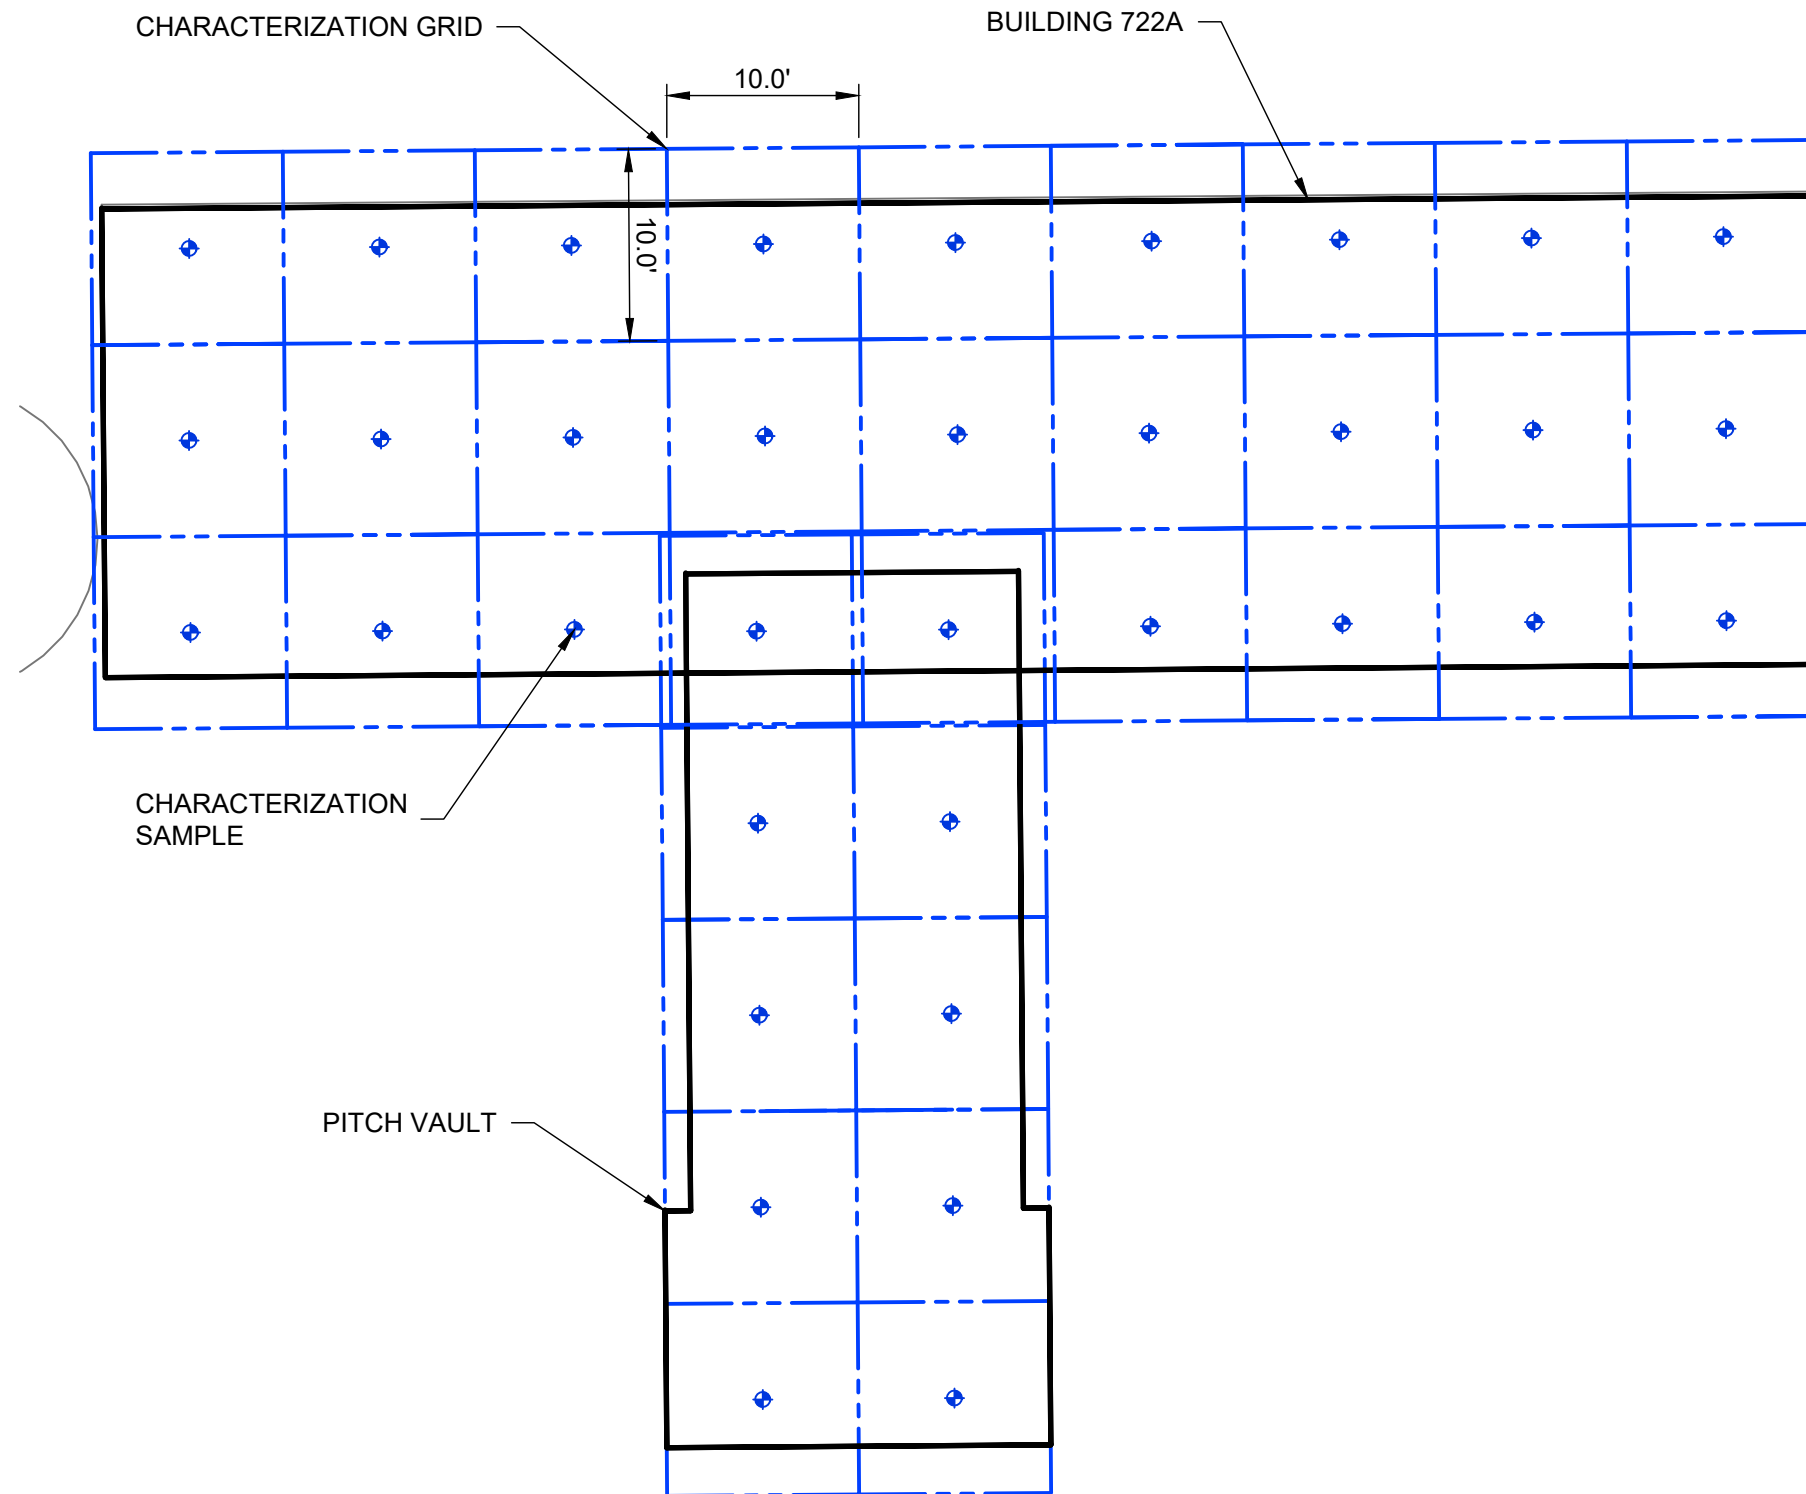 CHARACTERIZATION GRID
BUILDING 722A
10.0'
10.0'
CHARACTERIZATION
SAMPLE
PITCH VAULT